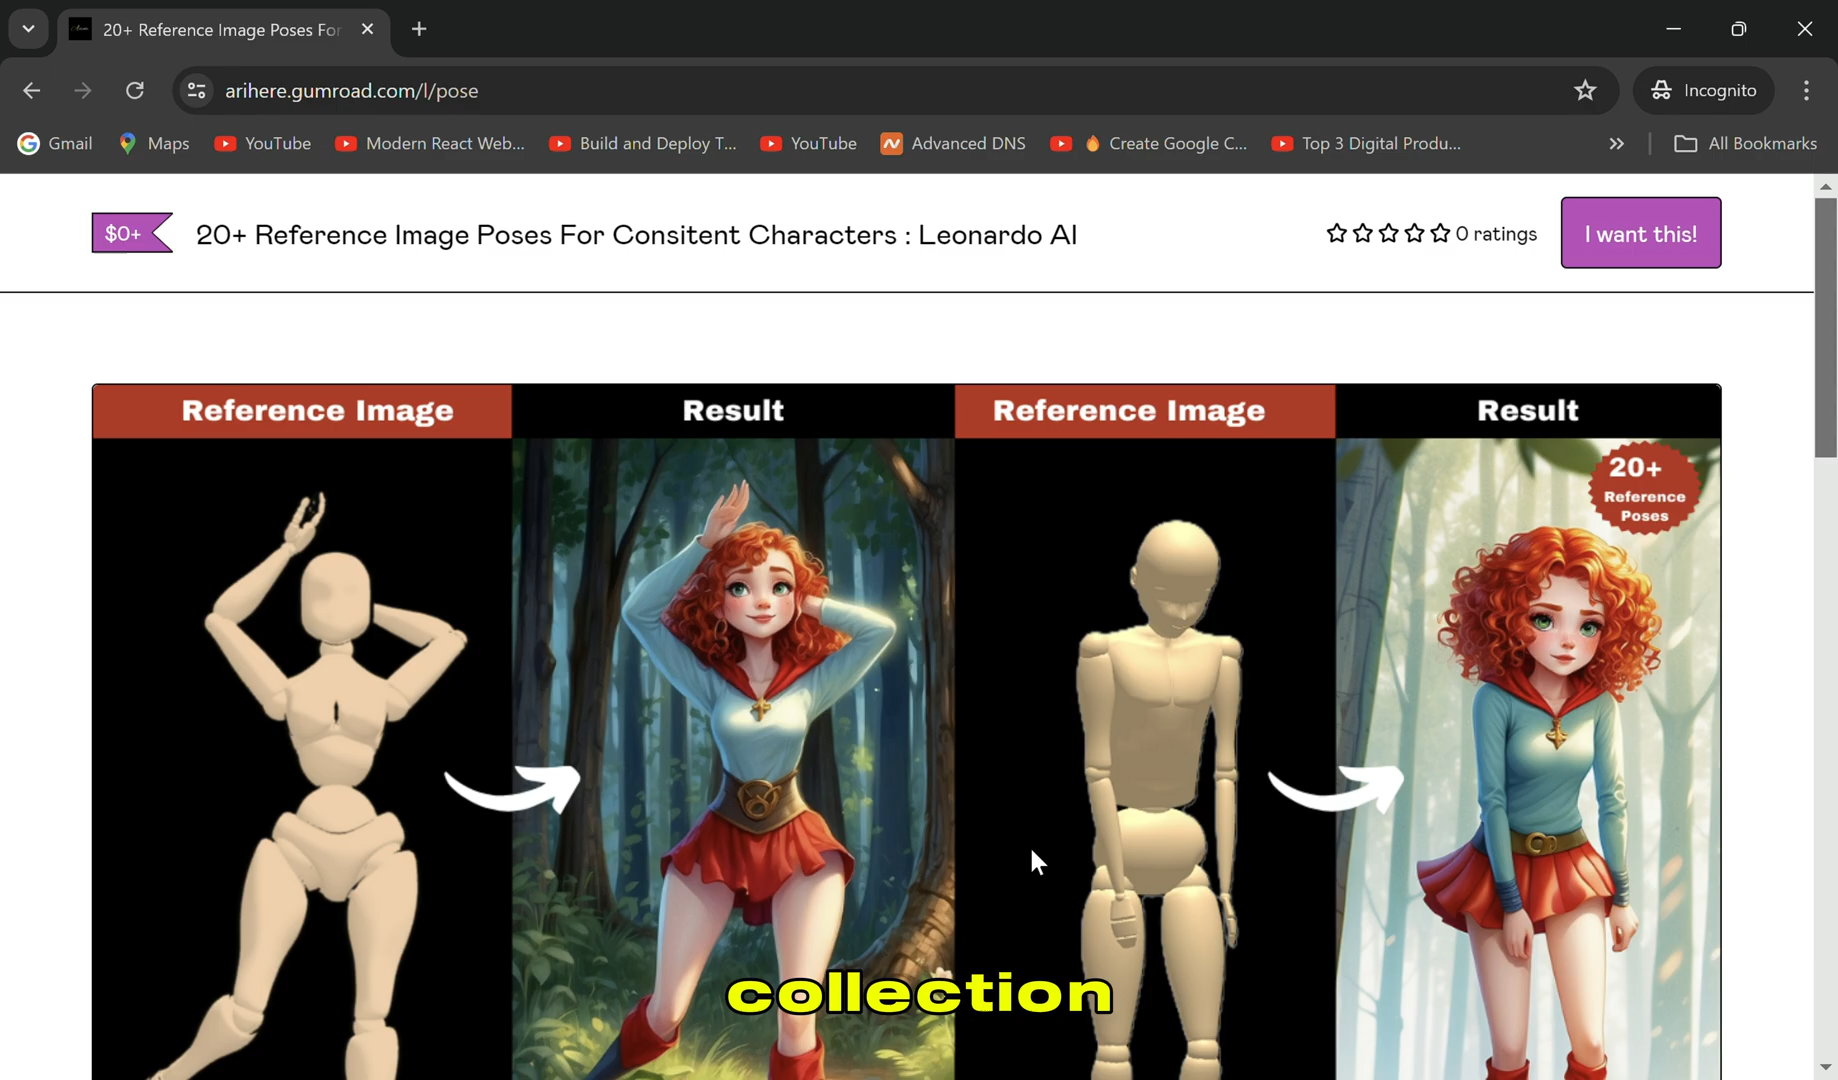 20+ Reference Image Poses For
arihere.gumroad.com/l/pose
Incognito
Gmail
Maps
YouTube
Modern React Web...
Build and Deploy T...
YouTube
Advanced DNS
Create Google C...
Top 3 Digital Produ...
All Bookmarks
$0+
20+ Reference Image Poses For Consitent Characters : Leonardo AI
0 ratings
I want this!
Reference Image
Result
Reference Image
Result
20+
Reference
Poses
collection